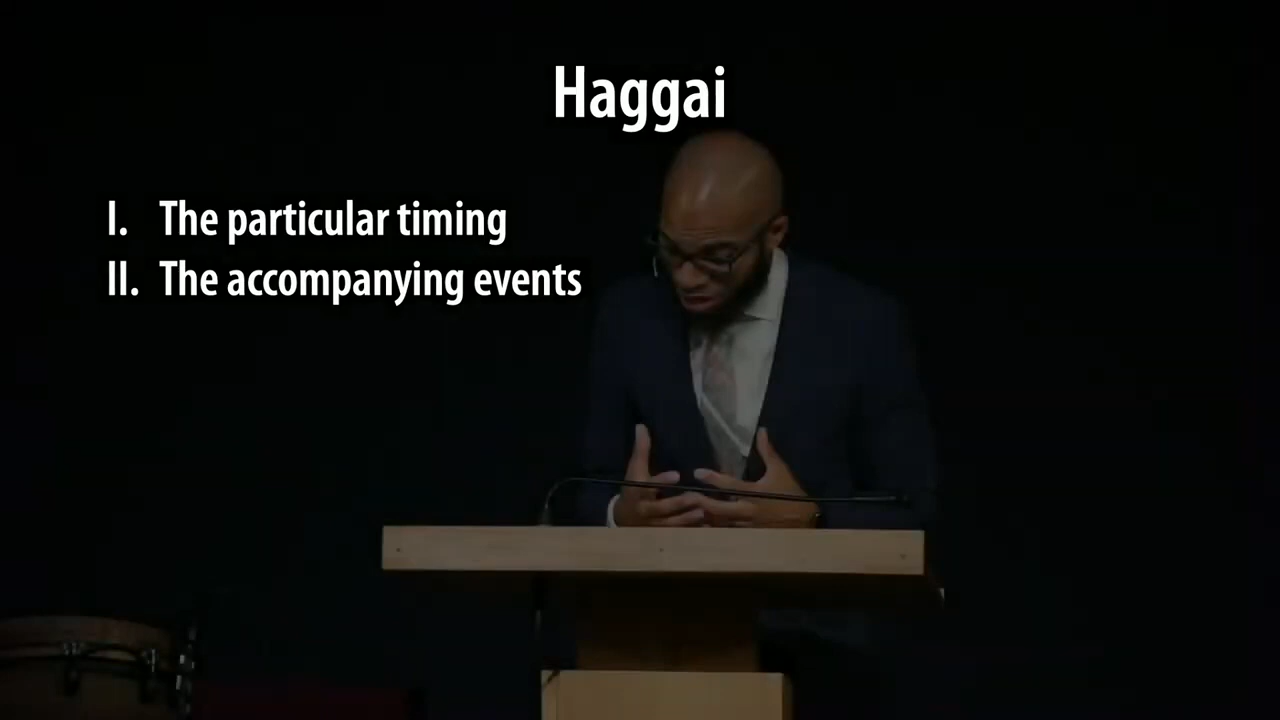 Haggai
I. The particular timing
II. The accompanying events